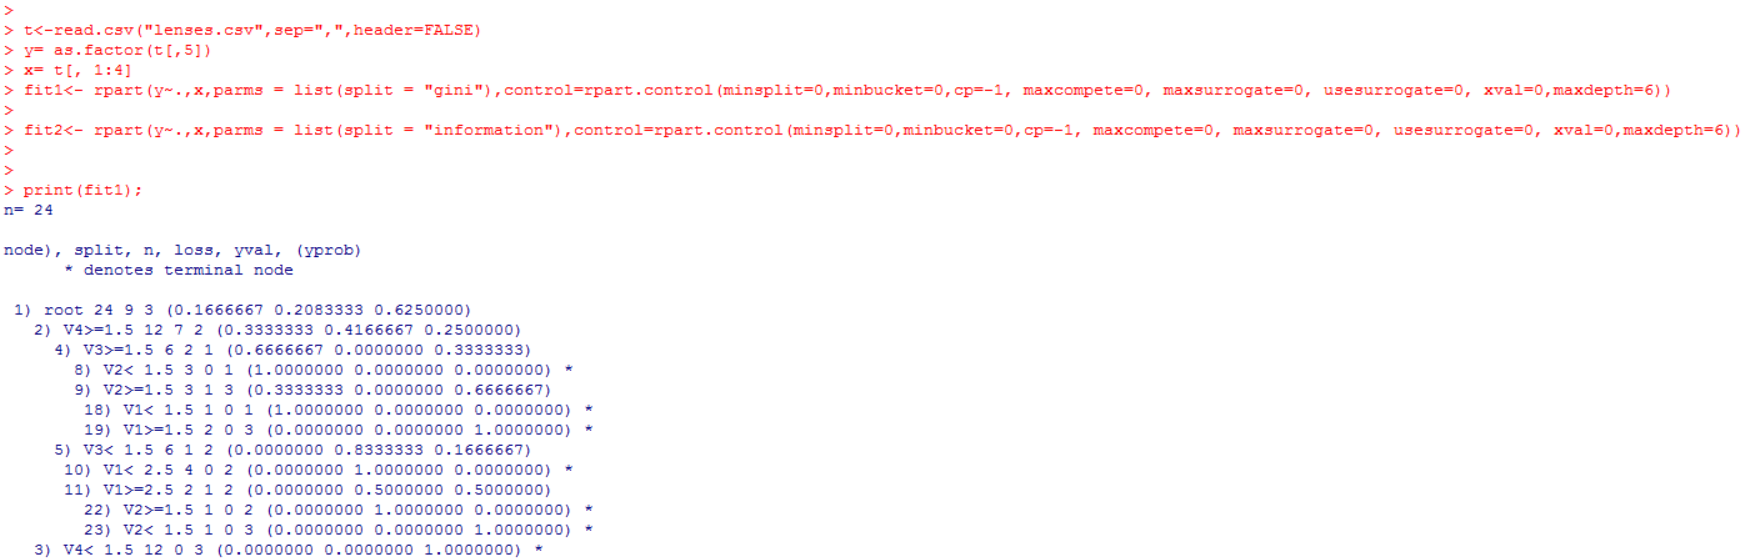 >
> t<-read.csv("lenses.csv",sep=",",header=FALSE)
> y= as.factor(t[,5])
> x= t[, 1:4]
> fit1<- rpart(y~.,x,parms = list(split = "gini"),control=rpart.control(minsplit=0,minbucket=0,cp=-1, maxcompete=0, maxsurrogate=0, usesurrogate=0, xval=0,maxdepth=6))
>
> fit2<- rpart(y~.,x,parms = list(split = "information"),control=rpart.control(minsplit=0,minbucket=0,cp=-1, maxcompete=0, maxsurrogate=0, usesurrogate=0, xval=0,maxdepth=6))
>
>
> print(fit1);
n= 24

node), split, n, loss, yval, (yprob)
      * denotes terminal node

 1) root 24 9 3 (0.1666667 0.2083333 0.6250000)
   2) V4>=1.5 12 7 2 (0.3333333 0.4166667 0.2500000)
     4) V3>=1.5 6 2 1 (0.6666667 0.0000000 0.3333333)
       8) V2< 1.5 3 0 1 (1.0000000 0.0000000 0.0000000) *
       9) V2>=1.5 3 1 3 (0.3333333 0.0000000 0.6666667)
        18) V1< 1.5 1 0 1 (1.0000000 0.0000000 0.0000000) *
        19) V1>=1.5 2 0 3 (0.0000000 0.0000000 1.0000000) *
     5) V3< 1.5 6 1 2 (0.0000000 0.8333333 0.1666667)
      10) V1< 2.5 4 0 2 (0.0000000 1.0000000 0.0000000) *
      11) V1>=2.5 2 1 2 (0.0000000 0.5000000 0.5000000)
        22) V2>=1.5 1 0 2 (0.0000000 1.0000000 0.0000000) *
        23) V2< 1.5 1 0 3 (0.0000000 0.0000000 1.0000000) *
   3) V4< 1.5 12 0 3 (0.0000000 0.0000000 1.0000000) *